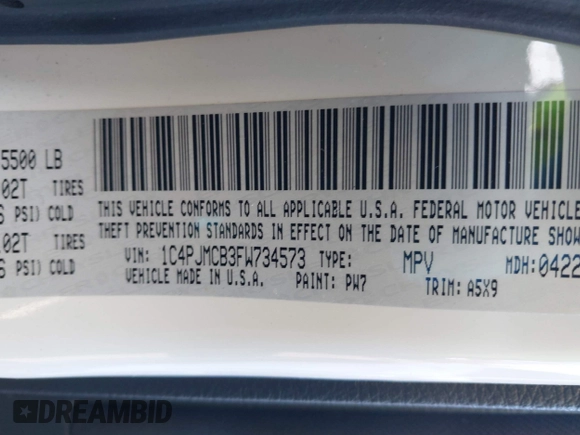 5500 LB
02T TIRES
PSI) COLD
02T TIRES
PSI) COLD
THIS VEHICLE CONFORMS TO ALL APPLICABLE U.S.A. FEDERAL MOTOR VEHICLE
THEFT PREVENTION STANDARDS IN EFFECT ON THE DATE OF MANUFACTURE SHOW
VIN: 1C4PJMCB3FW734573 TYPE: MPV MDH: 0422
VEHICLE MADE IN U.S.A. PAINT: PW7 TRIM: A5X9
DREAMBID